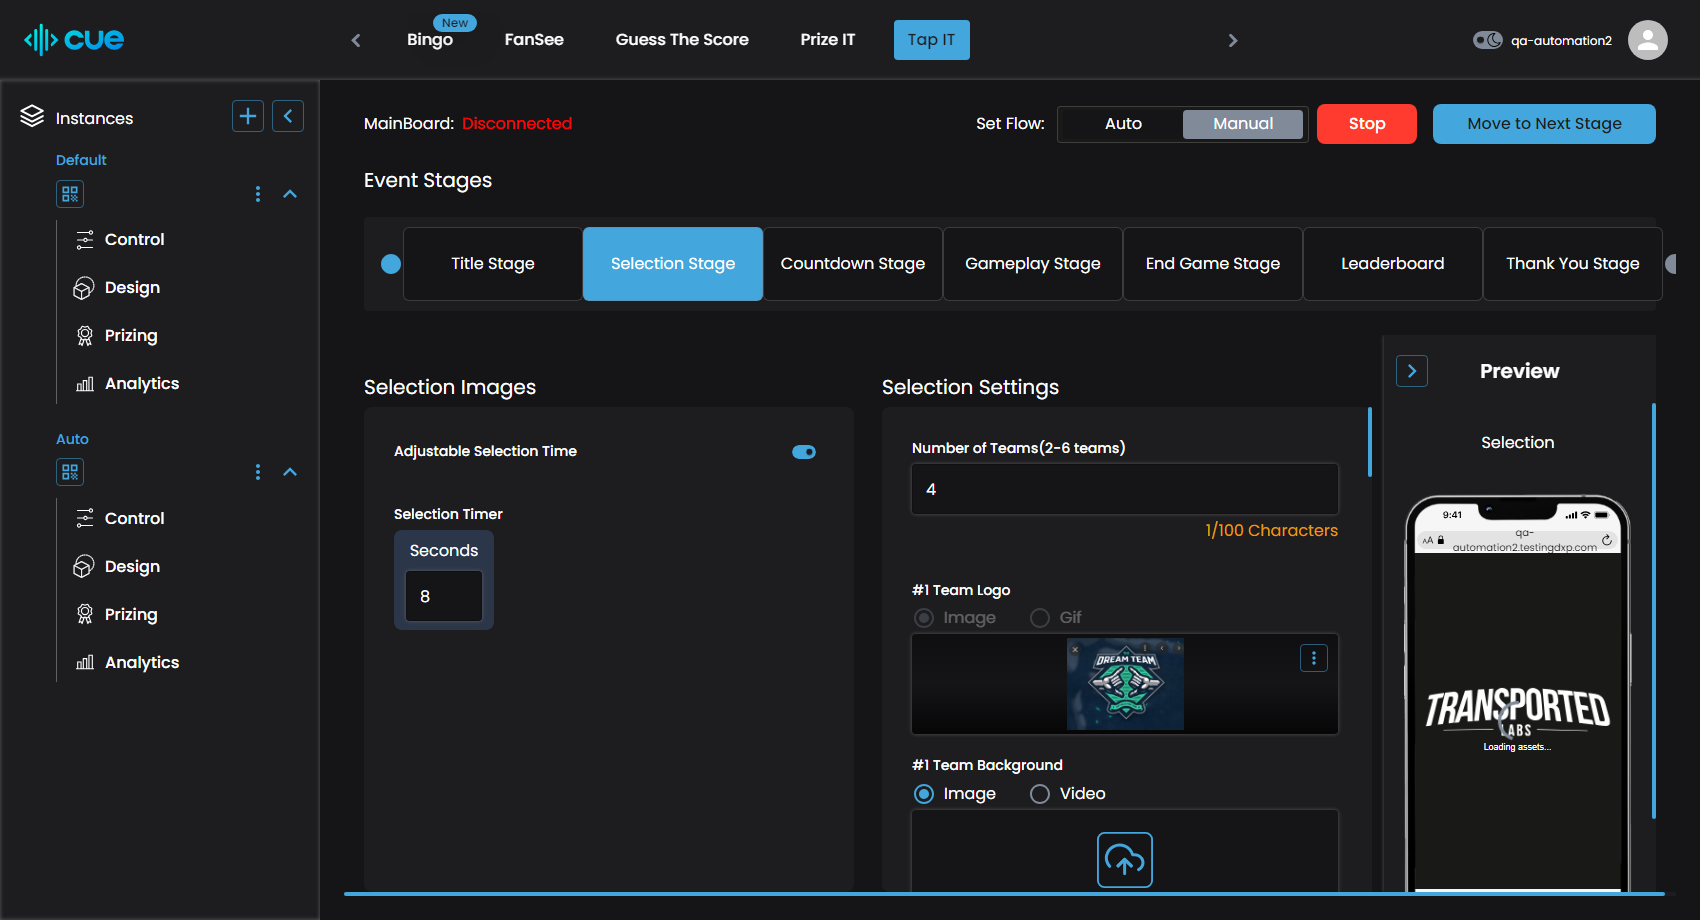 cue
New
Bingo
FanSee
Guess The Score
Prize IT
Tap IT
qa-automation2
Instances
Default
Control
Design
Prizing
Analytics
Auto
Control
Design
Prizing
Analytics
MainBoard: Disconnected
Set Flow:
Auto
Manual
Stop
Move to Next Stage
Event Stages
Title Stage
Selection Stage
Countdown Stage
Gameplay Stage
End Game Stage
Leaderboard
Thank You Stage
Selection Images
Adjustable Selection Time
Selection Timer
Seconds
8
Selection Settings
Number of Teams(2-6 teams)
4
1/100 Characters
#1 Team Logo
Image
Gif
DREAM TEAM
#1 Team Background
Image
Video
Preview
Selection
9:41
AA
qa-
automation2.testingdxp.com
TRANSPORTED
LABS
Loading assets...